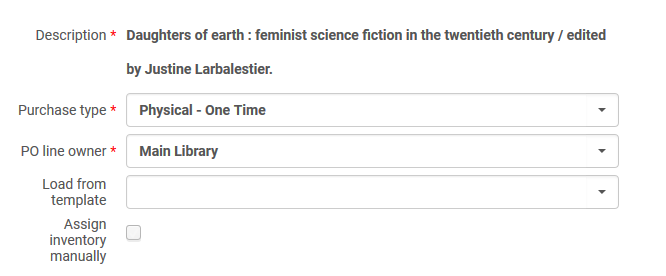 Description * Daughters of earth : feminist science fiction in the twentieth century / edited
by Justine Larbalestier.
Purchase type * Physical - One Time
PO line owner * Main Library
Load from
template
Assign
inventory
manually